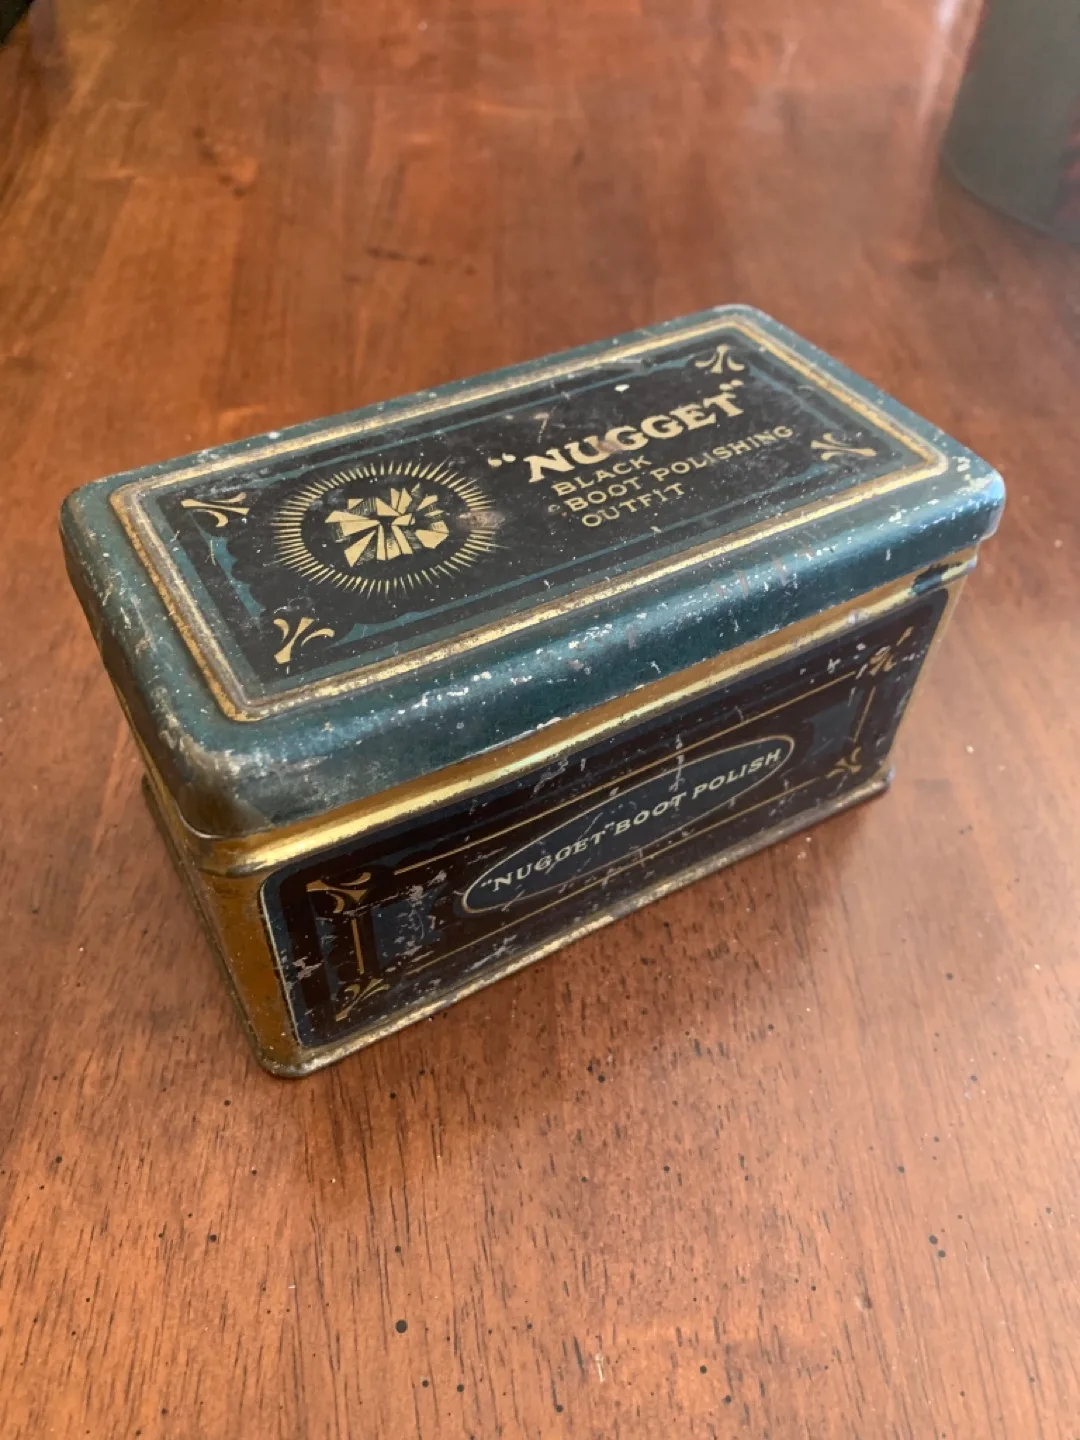 "NUGGET"
BLACK
BOOT POLISHING
OUTFIT
"NUGGET" BOOT POLISH